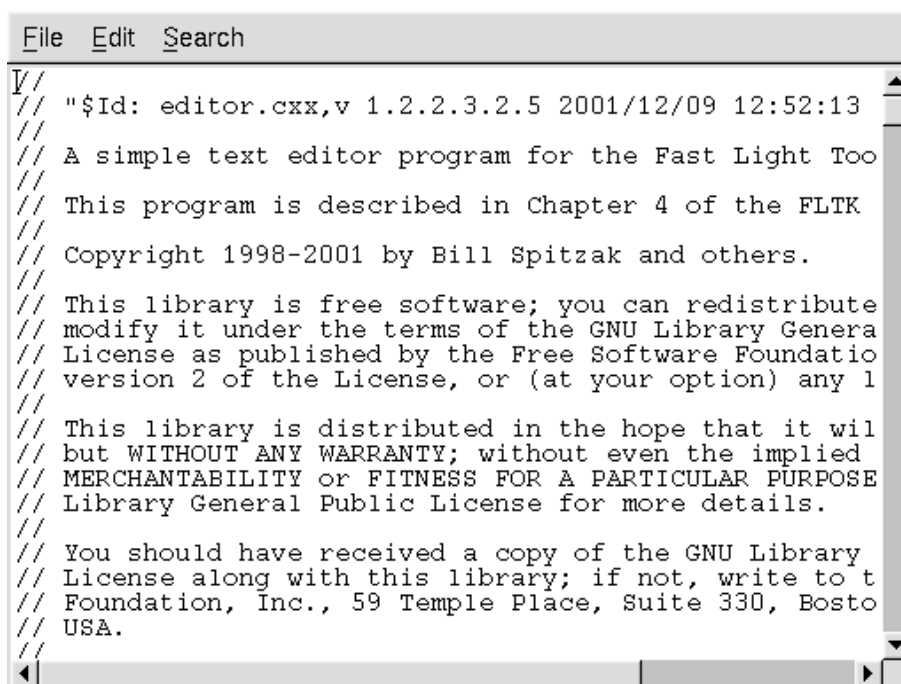 File Edit Search
//
// "$Id: editor.cxx,v 1.2.2.3.2.5 2001/12/09 12:52:13
//
// A simple text editor program for the Fast Light Too
//
// This program is described in Chapter 4 of the FLTK
//
// Copyright 1998-2001 by Bill Spitzak and others.
//
// This library is free software; you can redistribute
// modify it under the terms of the GNU Library Genera
// License as published by the Free Software Foundatio
// version 2 of the License, or (at your option) any l
//
// This library is distributed in the hope that it wil
// but WITHOUT ANY WARRANTY; without even the implied
// MERCHANTABILITY or FITNESS FOR A PARTICULAR PURPOSE
// Library General Public License for more details.
//
// You should have received a copy of the GNU Library
// License along with this library; if not, write to t
// Foundation, Inc., 59 Temple Place, Suite 330, Bosto
// USA.
//